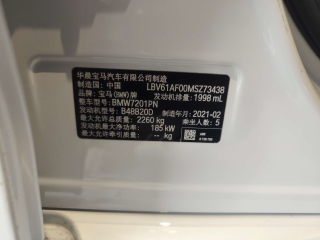 华晨宝马汽车有限公司制造
制造国：中国 LBV61AF00MSZ73438
品牌：宝马(BMW)牌 发动机排量：1998 mL
整车型号：BMW7201PN
发动机型号：B48B20D 制造年月：2021-02
最大允许总质量：2260 kg 乘坐人数：5
发动机最大净功率：185 kW
最大允许牵引质量：-- kg